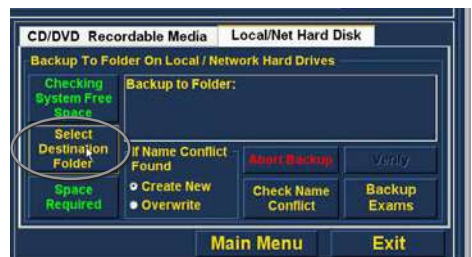 CD/DVD Recordable Media
Local/Net Hard Disk
Backup To Folder On Local / Network Hard Drives
Checking
System Free
Space
Backup to Folder:
Select
Destination
Folder
If Name Conflict
Found
Create New
Overwrite
Abort Backup
Verify
Space
Required
Check Name
Conflict
Backup
Exams
Main Menu
Exit